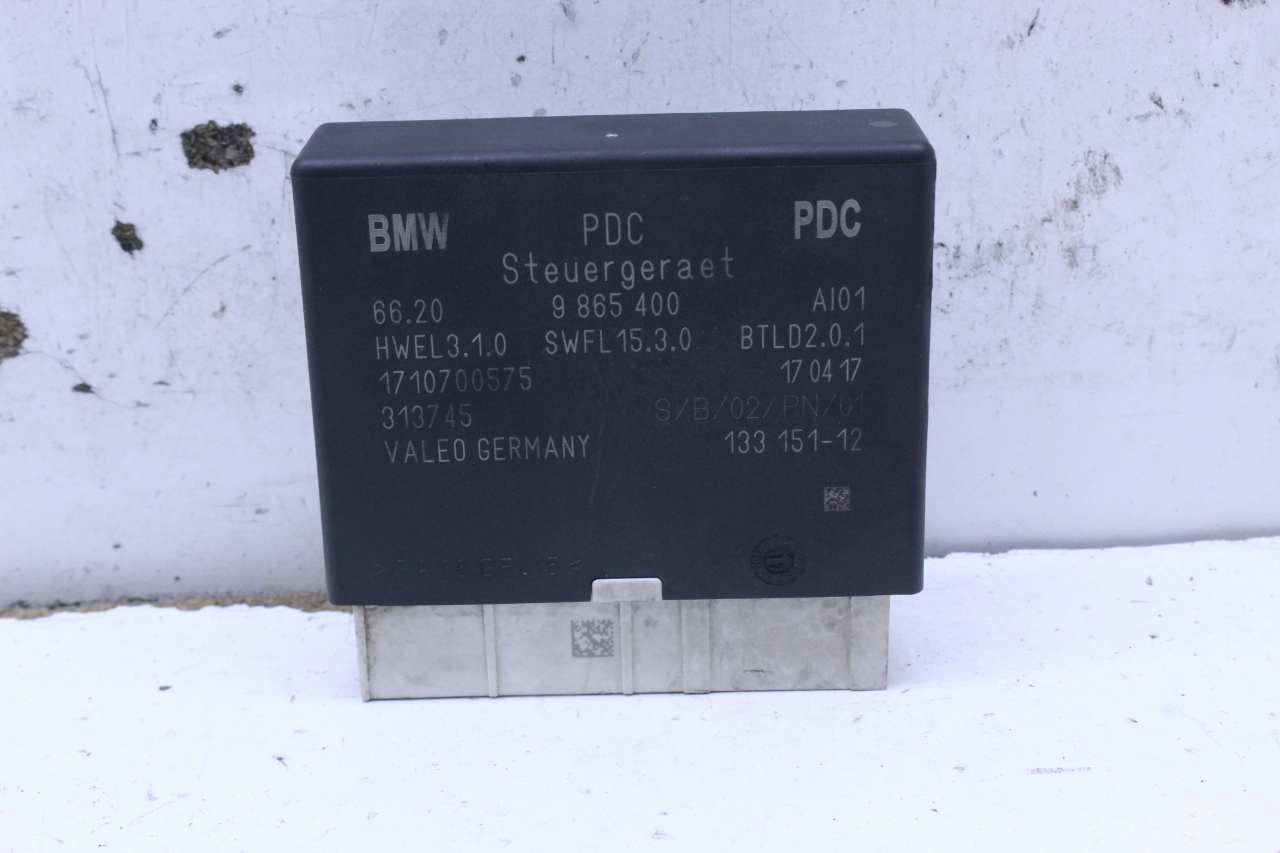 BMW PDC PDC
Steuergeraet
66.20 9 865 400 AI01
HWEL3.1.0 SWFL15.3.0 BTLD2.0.1
1710700575 17 04 17
313745 S/B/02/PN/01
VALEO GERMANY 133 151-12